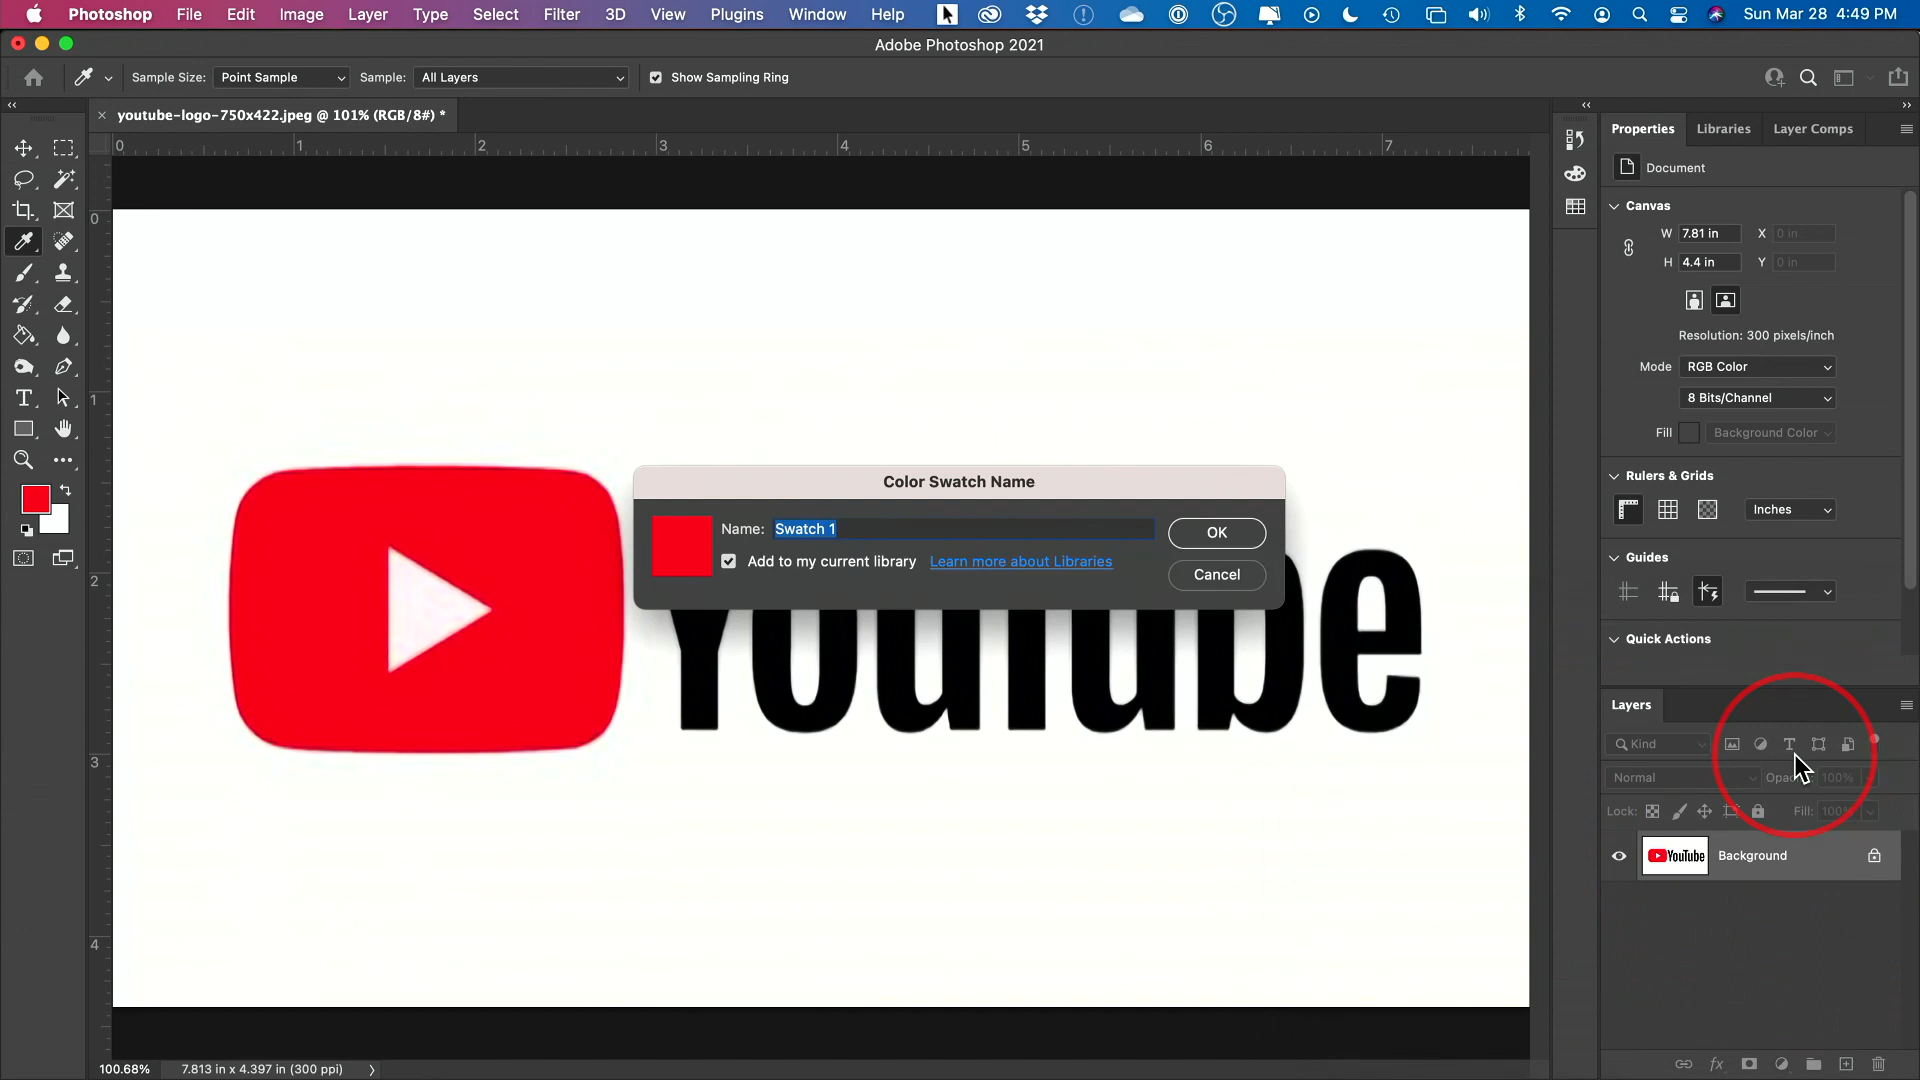 Photoshop File Edit Image Layer Type Select Filter 3D View Plugins Window Help Sun Mar 28 4:49 PM
Adobe Photoshop 2021
Sample Size: Point Sample Sample: All Layers Show Sampling Ring
youtube-logo-750x422.jpeg @ 101% (RGB/8#) *
0 1 2 3 4 5 6 7
0
1
2
3
4
YouTube
Color Swatch Name
Name: Swatch 1
Add to my current library Learn more about Libraries
OK
Cancel
Properties Libraries Layer Comps
Document
Canvas
W 7.81 in X 0 in
H 4.4 in Y 0 in
Resolution: 300 pixels/inch
Mode RGB Color
8 Bits/Channel
Fill Background Color
Rulers & Grids
Inches
Guides
Quick Actions
Layers
Kind
Normal 100%
Lock: Fill: 100%
YouTube Background
100.68% 7.813 in x 4.397 in (300 ppi)